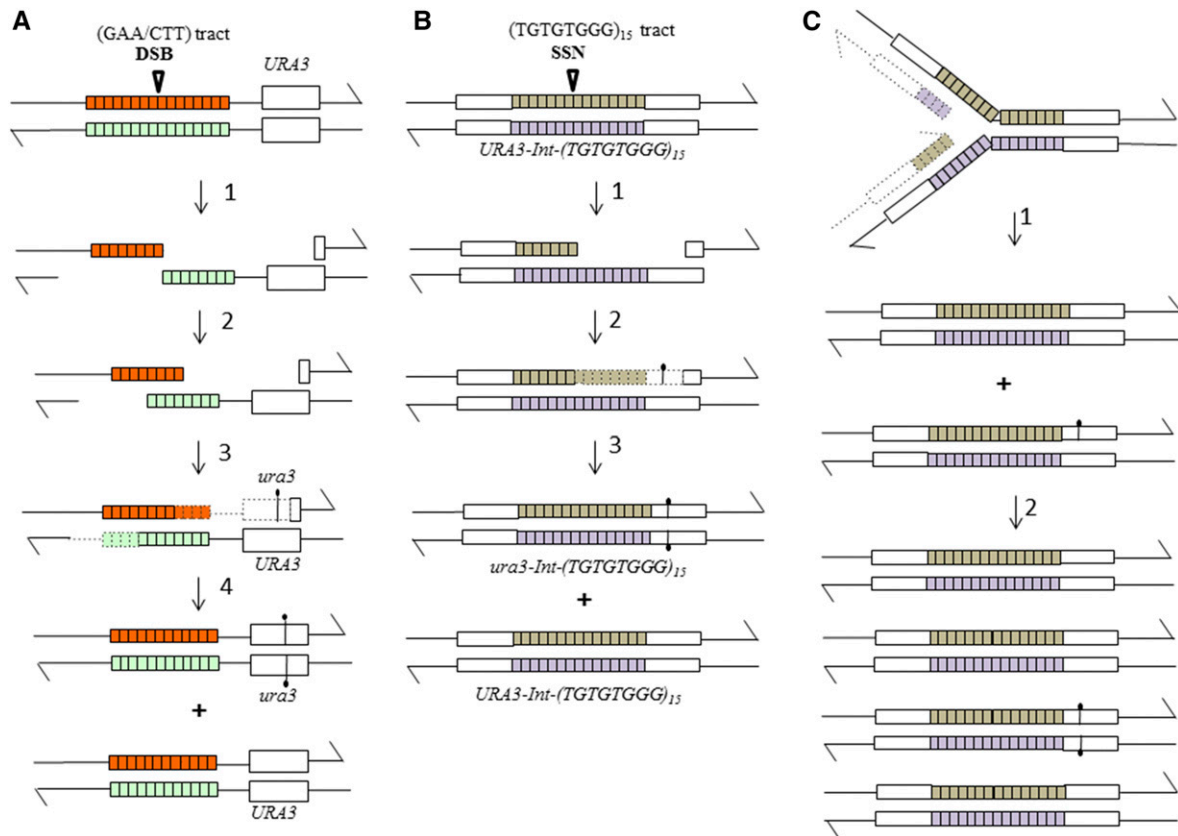 A
(GAA/CTT) tract
DSB
URA3
1
2
3
ura3
URA3
4
ura3
+
URA3
B
(TGTGTGGG)15 tract
SSN
URA3-Int-(TGTGTGGG)15
1
2
3
ura3-Int-(TGTGTGGG)15
+
URA3-Int-(TGTGTGGG)15
C
1
+
2